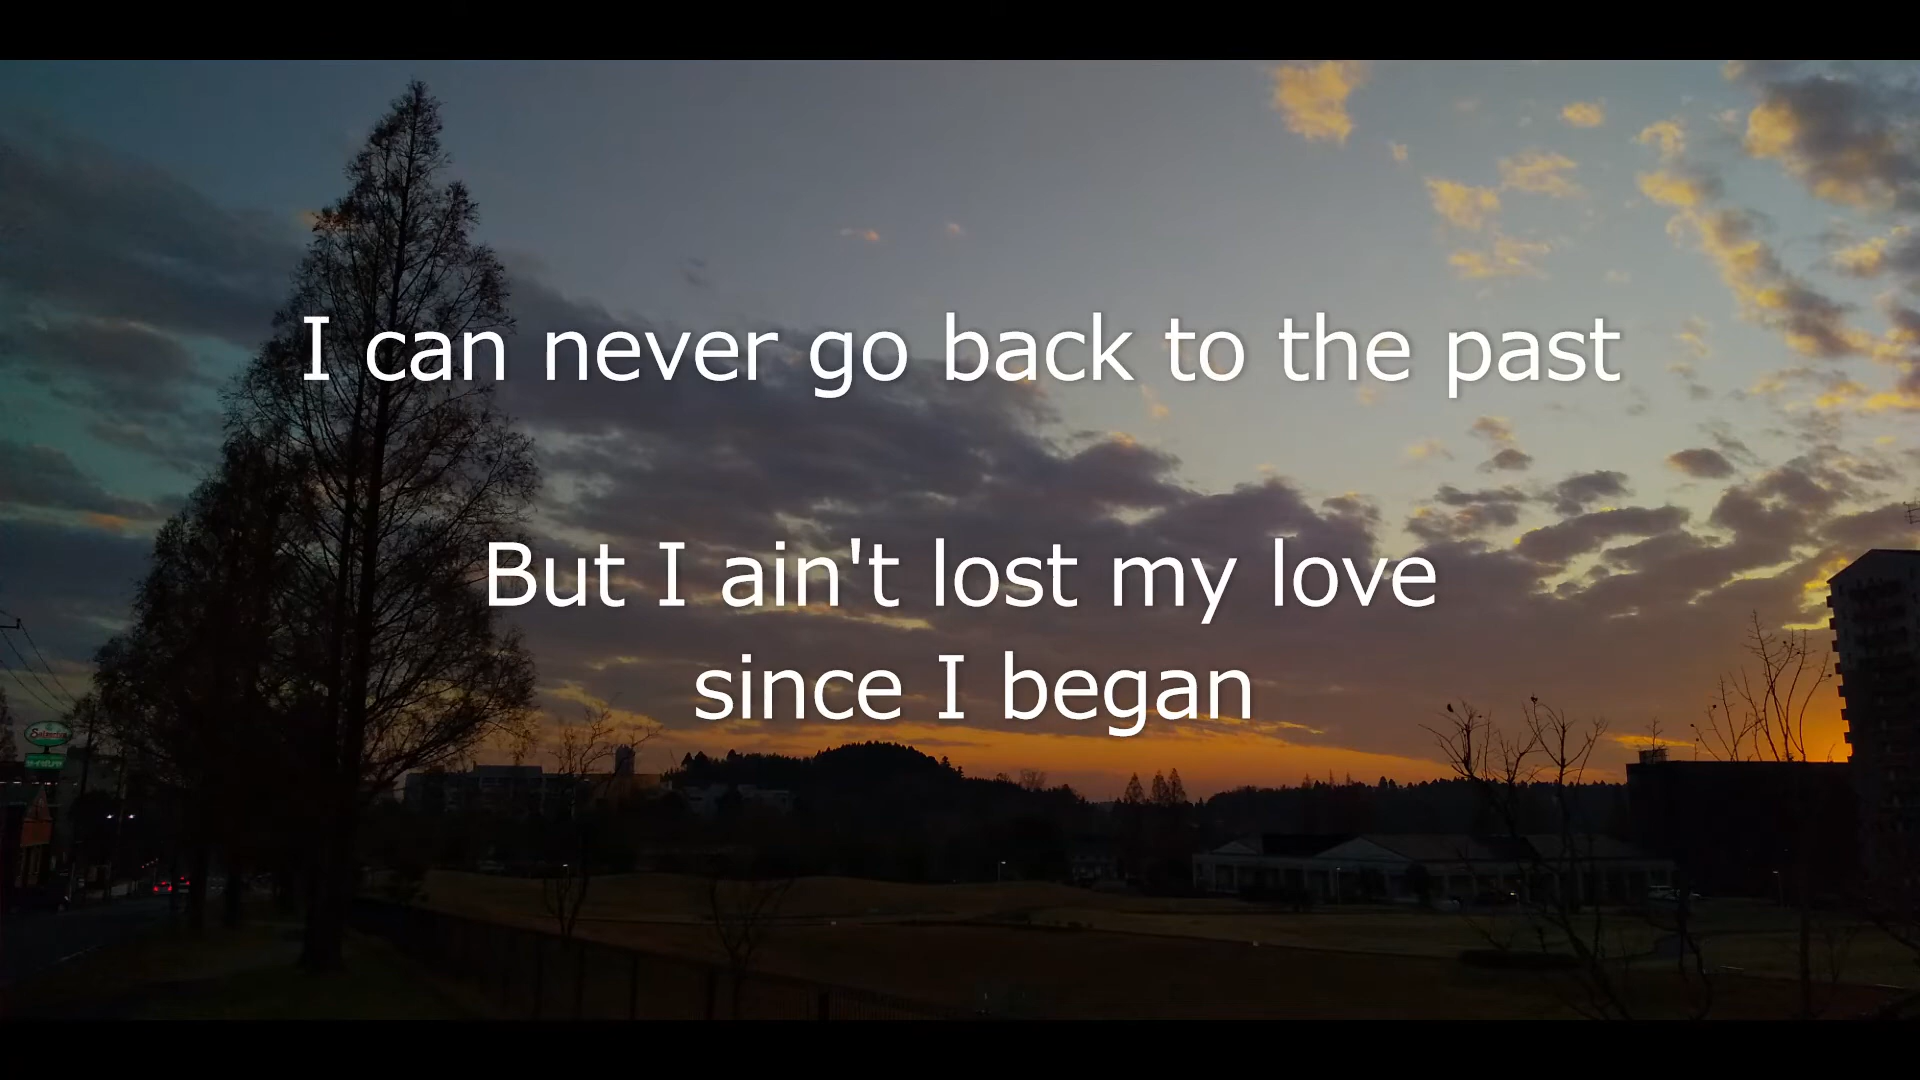 I can never go back to the past
But I ain't lost my love
since I began